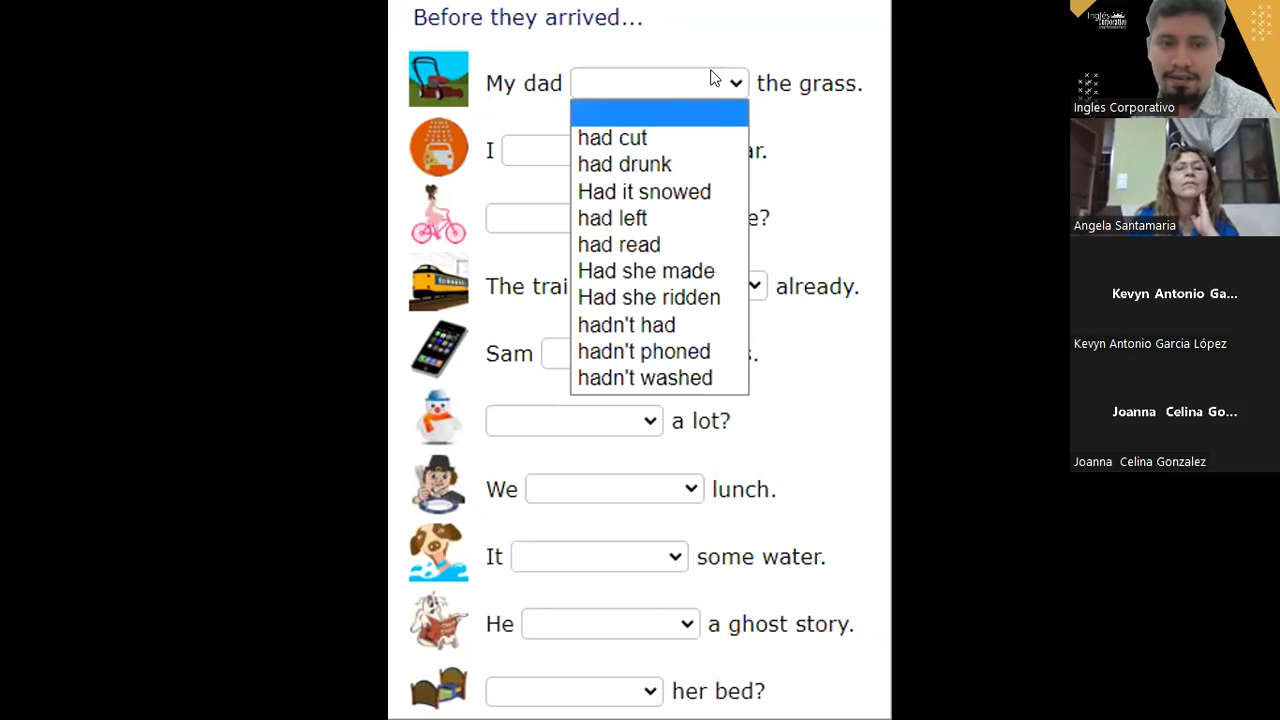 Before they arrived...
My dad the grass.
had cut
had drunk
Had it snowed
had left
had read
Had she made
Had she ridden
hadn't had
hadn't phoned
hadn't washed
I ar.
e?
The trai already.
Sam s.
a lot?
We lunch.
It some water.
He a ghost story.
her bed?
Inglés
Corporativo
Ingles Corporativo
Angela Santamaria
Kevyn Antonio Ga...
Kevyn Antonio Garcia López
Joanna Celina Go...
Joanna Celina Gonzalez